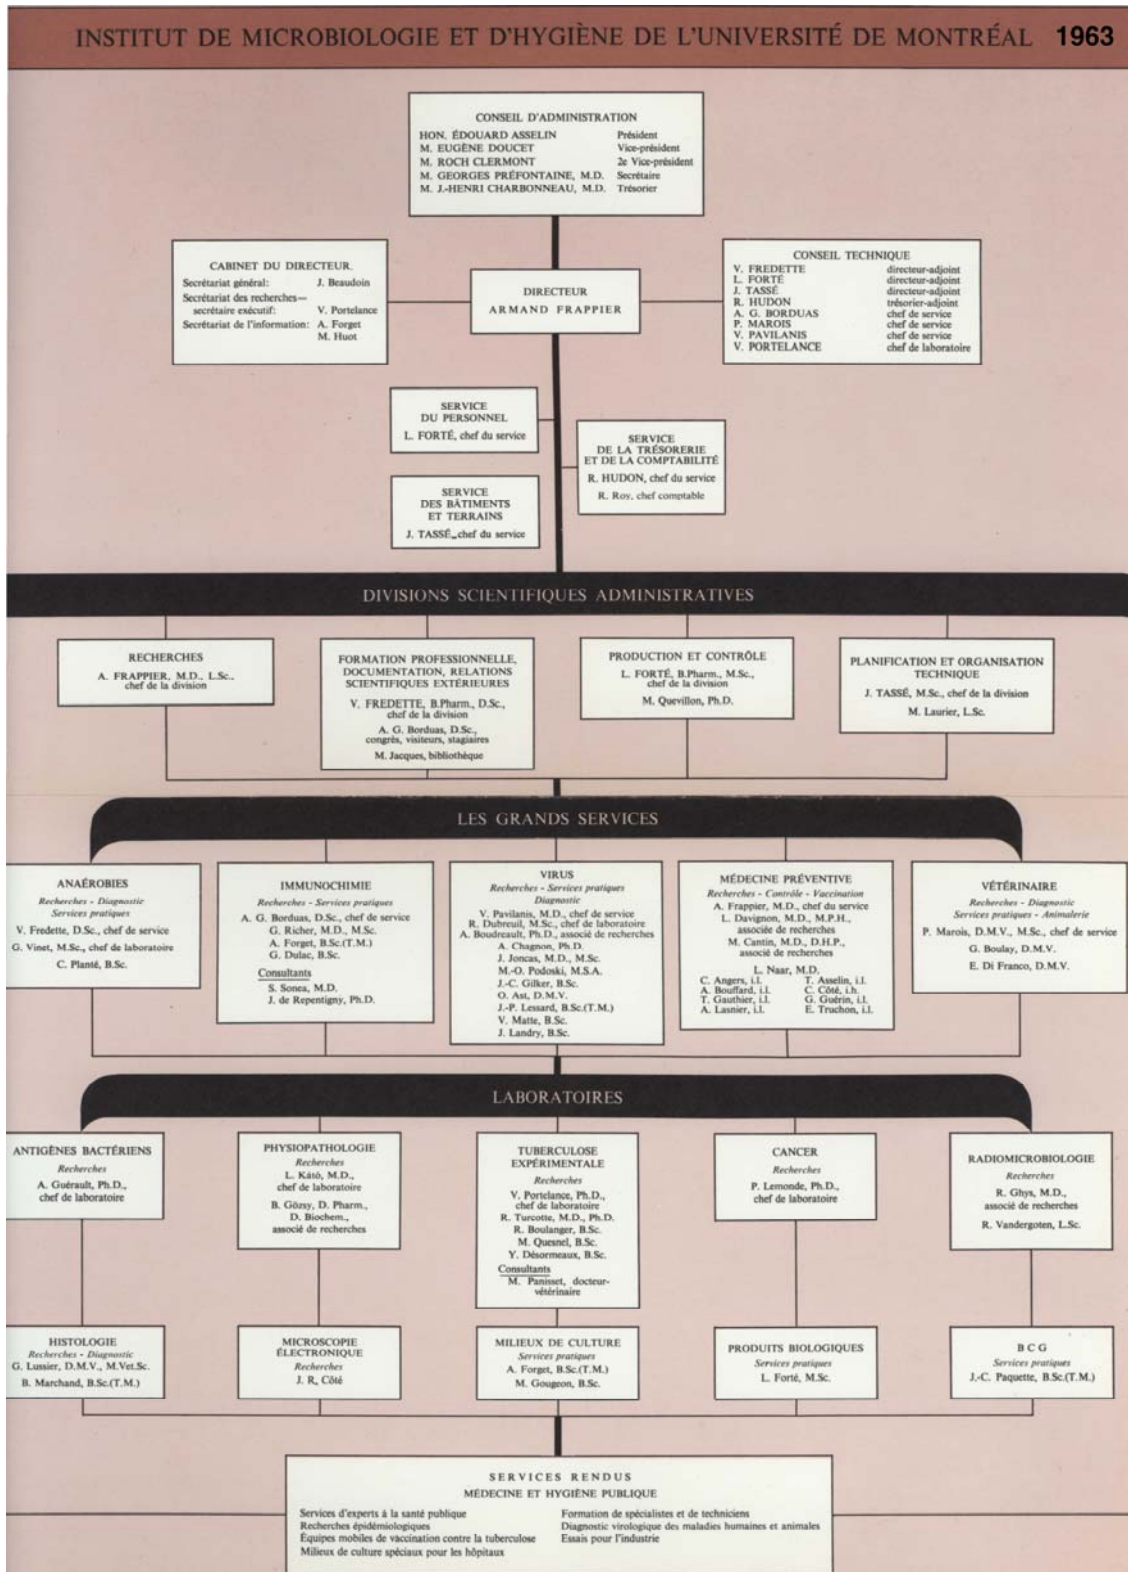 INSTITUT DE MICROBIOLOGIE ET D'HYGIÈNE DE L'UNIVERSITÉ DE MONTRÉAL 1963
CONSEIL D'ADMINISTRATION
HON. ÉDOUARD ASSELIN Président
M. EUGÈNE DOUCET Vice-président
M. ROCH CLERMONT 2e Vice-président
M. GEORGES PRÉFONTAINE, M.D. Secrétaire
M. J.-HENRI CHARBONNEAU, M.D. Trésorier
CABINET DU DIRECTEUR
Secrétariat général: J. Beaudoin
Secrétariat des recherches—
secrétaire exécutif: V. Portelance
Secrétariat de l'information: A. Forget
M. Huot
DIRECTEUR
ARMAND FRAPPIER
CONSEIL TECHNIQUE
V. FREDETTE directeur-adjoint
L. FORTÉ directeur-adjoint
J. TASSÉ directeur-adjoint
R. HUDON trésorier-adjoint
A. G. BORDUAS chef de service
P. MAROIS chef de service
V. PAVILANIS chef de service
V. PORTELANCE chef de laboratoire
SERVICE
DU PERSONNEL
L. FORTÉ, chef du service
SERVICE
DE LA TRÉSORERIE
ET DE LA COMPTABILITÉ
R. HUDON, chef du service
R. Roy, chef comptable
SERVICE
DES BÂTIMENTS
ET TERRAINS
J. TASSÉ, chef du service
DIVISIONS SCIENTIFIQUES ADMINISTRATIVES
RECHERCHES
A. FRAPPIER, M.D., L.Sc.,
chef de la division
FORMATION PROFESSIONNELLE,
DOCUMENTATION, RELATIONS
SCIENTIFIQUES EXTÉRIEURES
V. FREDETTE, B.Pharm., D.Sc.,
chef de la division
A. G. Borduas, D.Sc.,
congrès, visiteurs, stagiaires
M. Jacques, bibliothèque
PRODUCTION ET CONTRÔLE
L. FORTÉ, B.Pharm., M.Sc.,
chef de la division
M. Quevillon, Ph.D.
PLANIFICATION ET ORGANISATION
TECHNIQUE
J. TASSÉ, M.Sc., chef de la division
M. Laurier, L.Sc.
LES GRANDS SERVICES
ANAÉROBIES
Recherches - Diagnostic
Services pratiques
V. Fredette, D.Sc., chef de service
G. Vinet, M.Sc., chef de laboratoire
C. Planté, B.Sc.
IMMUNOCHIMIE
Recherches - Services pratiques
A. G. Borduas, D.Sc., chef de service
G. Richer, M.D., M.Sc.
A. Forget, B.Sc.(T.M.)
G. Dulac, B.Sc.
Consultants
S. Sonea, M.D.
J. de Repentigny, Ph.D.
VIRUS
Recherches - Services pratiques
Diagnostic
V. Pavilanis, M.D., chef de service
R. Dubreuil, M.Sc., chef de laboratoire
A. Boudreault, Ph.D., associé de recherches
A. Chagnon, Ph.D.
J. Joncas, M.D., M.Sc.
M.-O. Podoski, M.S.A.
J.-C. Gilker, B.Sc.
O. Ast, D.M.V.
J.-P. Lessard, B.Sc.(T.M.)
V. Matte, B.Sc.
J. Landry, B.Sc.
MÉDECINE PRÉVENTIVE
Recherches - Contrôle - Vaccination
A. Frappier, M.D., chef du service
L. Davignon, M.D., M.P.H.,
associée de recherches
M. Cantin, M.D., D.H.P.,
associée de recherches
L. Naar, M.D.
C. Angers, i.l. T. Asselin, i.l.
A. Bouffard, i.l. C. Côté, i.h.
T. Gauthier, i.l. G. Guérin, i.l.
A. Lasnier, i.l. E. Truchon, i.l.
VÉTÉRINAIRE
Recherches - Diagnostic
Services pratiques - Animalerie
P. Marois, D.M.V., M.Sc., chef de service
G. Boulay, D.M.V.
E. Di Franco, D.M.V.
LABORATOIRES
ANTIGÈNES BACTÉRIENS
Recherches
A. Guérault, Ph.D.,
chef de laboratoire
PHYSIOPATHOLOGIE
Recherches
L. Kátó, M.D.,
chef de laboratoire
B. Gözsy, D. Pharm.,
D. Biochem.,
associé de recherches
TUBERCULOSE
EXPÉRIMENTALE
Recherches
V. Portelance, Ph.D.,
chef de laboratoire
R. Turcotte, M.D., Ph.D.
R. Boulanger, B.Sc.
M. Quesnel, B.Sc.
Y. Désormeaux, B.Sc.
Consultants
M. Panisset, docteur-
vétérinaire
CANCER
Recherches
P. Lemonde, Ph.D.,
chef de laboratoire
RADIOMICROBIOLOGIE
Recherches
R. Ghys, M.D.,
associé de recherches
R. Vandergoten, L.Sc.
HISTOLOGIE
Recherches - Diagnostic
G. Lussier, D.M.V., M.Vet.Sc.
B. Marchand, B.Sc.(T.M.)
MICROSCOPIE
ÉLECTRONIQUE
Recherches
J. R. Côté
MILIEUX DE CULTURE
Services pratiques
A. Forget, B.Sc.(T.M.)
M. Gougeon, B.Sc.
PRODUITS BIOLOGIQUES
Services pratiques
L. Forté, M.Sc.
B C G
Services pratiques
J.-C. Paquette, B.Sc.(T.M.)
SERVICES RENDUS
MÉDECINE ET HYGIÈNE PUBLIQUE
Services d'experts à la santé publique
Recherches épidémiologiques
Équipes mobiles de vaccination contre la tuberculose
Milieux de culture spéciaux pour les hôpitaux
Formation de spécialistes et de techniciens
Diagnostic virologique des maladies humaines et animales
Essais pour l'industrie